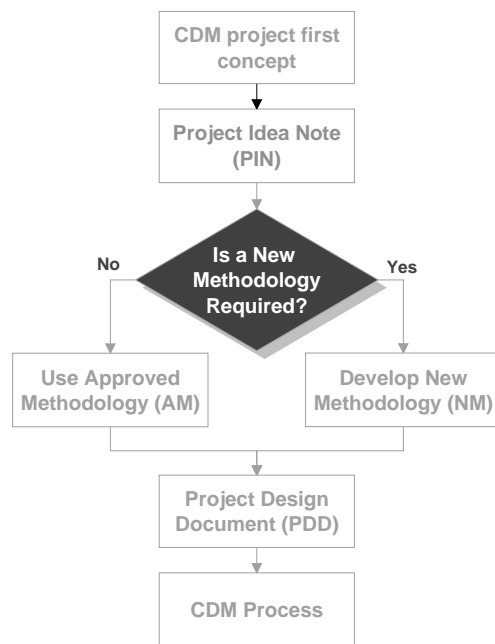 CDM project first
concept
Project Idea Note
(PIN)
Is a New
Methodology
Required?
No
Yes
Use Approved
Methodology (AM)
Develop New
Methodology (NM)
Project Design
Document (PDD)
CDM Process